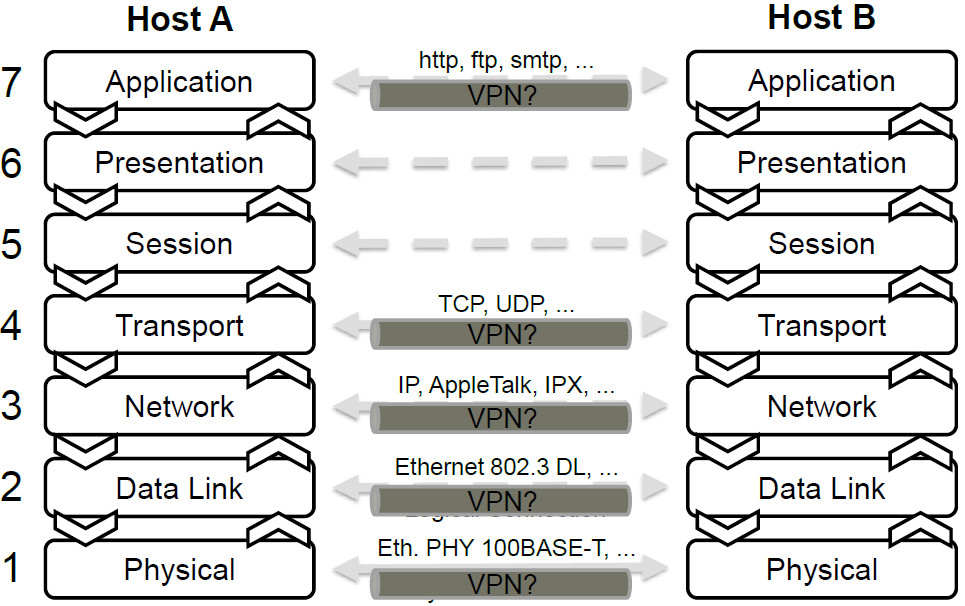 Host A
Host B
7
Application
http, ftp, smtp, ...
VPN?
Application
6
Presentation
Presentation
5
Session
Session
4
Transport
TCP, UDP, ...
VPN?
Transport
3
Network
IP, AppleTalk, IPX, ...
VPN?
Network
2
Data Link
Ethernet 802.3 DL, ...
VPN?
Data Link
1
Physical
Eth. PHY 100BASE-T, ...
VPN?
Physical